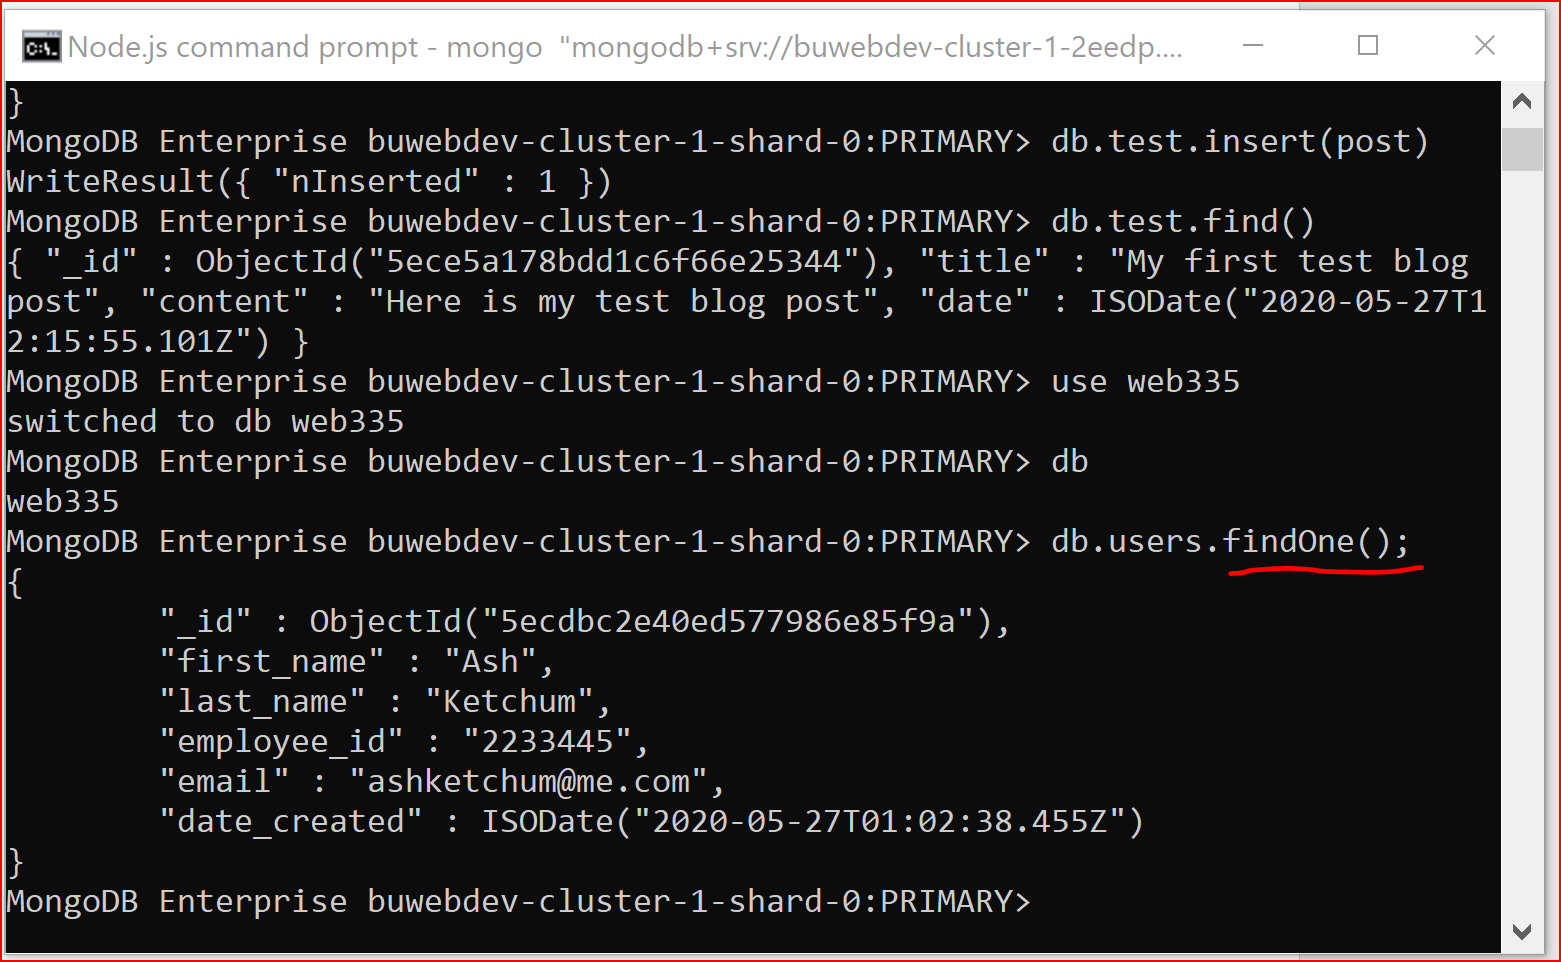 Node.js command prompt - mongo  "mongodb+srv://buwebdev-cluster-1-2eedp....
}
MongoDB Enterprise buwebdev-cluster-1-shard-0:PRIMARY> db.test.insert(post)
WriteResult({ "nInserted" : 1 })
MongoDB Enterprise buwebdev-cluster-1-shard-0:PRIMARY> db.test.find()
{ "_id" : ObjectId("5ece5a178bdd1c6f66e25344"), "title" : "My first test blog
post", "content" : "Here is my test blog post", "date" : ISODate("2020-05-27T1
2:15:55.101Z") }
MongoDB Enterprise buwebdev-cluster-1-shard-0:PRIMARY> use web335
switched to db web335
MongoDB Enterprise buwebdev-cluster-1-shard-0:PRIMARY> db
web335
MongoDB Enterprise buwebdev-cluster-1-shard-0:PRIMARY> db.users.findOne();
{
        "_id" : ObjectId("5ecdbc2e40ed577986e85f9a"),
        "first_name" : "Ash",
        "last_name" : "Ketchum",
        "employee_id" : "2233445",
        "email" : "ashketchum@me.com",
        "date_created" : ISODate("2020-05-27T01:02:38.455Z")
}
MongoDB Enterprise buwebdev-cluster-1-shard-0:PRIMARY>